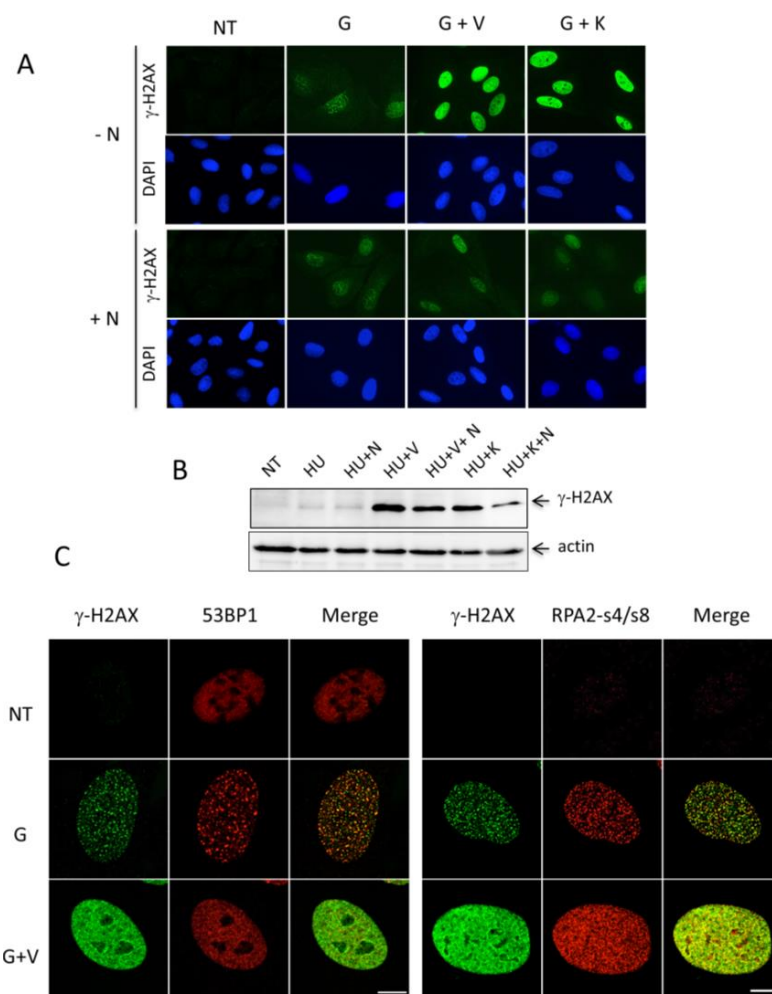 NT G G + V G + K
A
γ-H2AX
- N
DAPI
γ-H2AX
+ N
DAPI
B
NT HU HU+N HU+V HU+V+ N HU+K HU+K+N
γ-H2AX
actin
C
γ-H2AX 53BP1 Merge γ-H2AX RPA2-s4/s8 Merge
NT
G
G+V